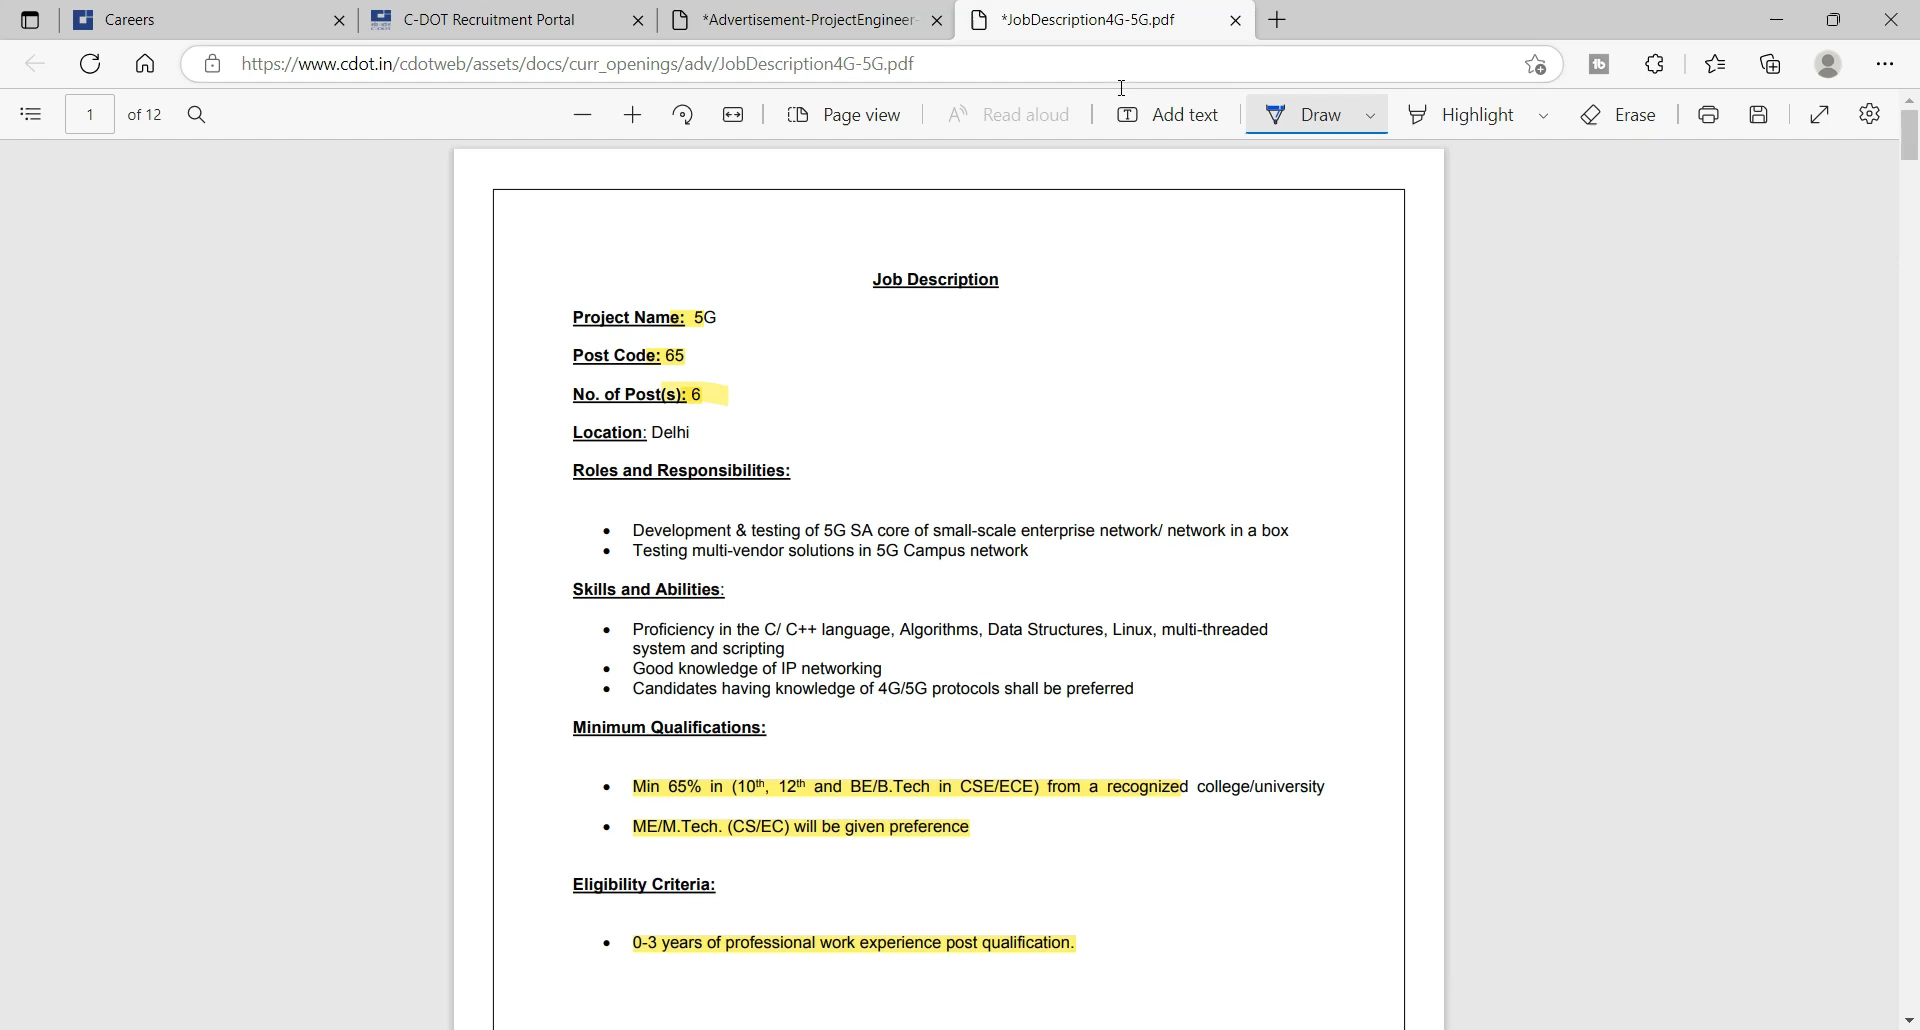 Careers
C-DOT Recruitment Portal
*Advertisement-ProjectEngineer-
*JobDescription4G-5G.pdf
https://www.cdot.in/cdotweb/assets/docs/curr_openings/adv/JobDescription4G-5G.pdf
1 of 12
Page view
Read aloud
Add text
Draw
Highlight
Erase
Job Description
Project Name: 5G
Post Code: 65
No. of Post(s): 6
Location: Delhi
Roles and Responsibilities:
• Development & testing of 5G SA core of small-scale enterprise network/ network in a box
• Testing multi-vendor solutions in 5G Campus network
Skills and Abilities:
• Proficiency in the C/ C++ language, Algorithms, Data Structures, Linux, multi-threaded
system and scripting
• Good knowledge of IP networking
• Candidates having knowledge of 4G/5G protocols shall be preferred
Minimum Qualifications:
• Min 65% in (10th, 12th and BE/B.Tech in CSE/ECE) from a recognized college/university
• ME/M.Tech. (CS/EC) will be given preference
Eligibility Criteria:
• 0-3 years of professional work experience post qualification.